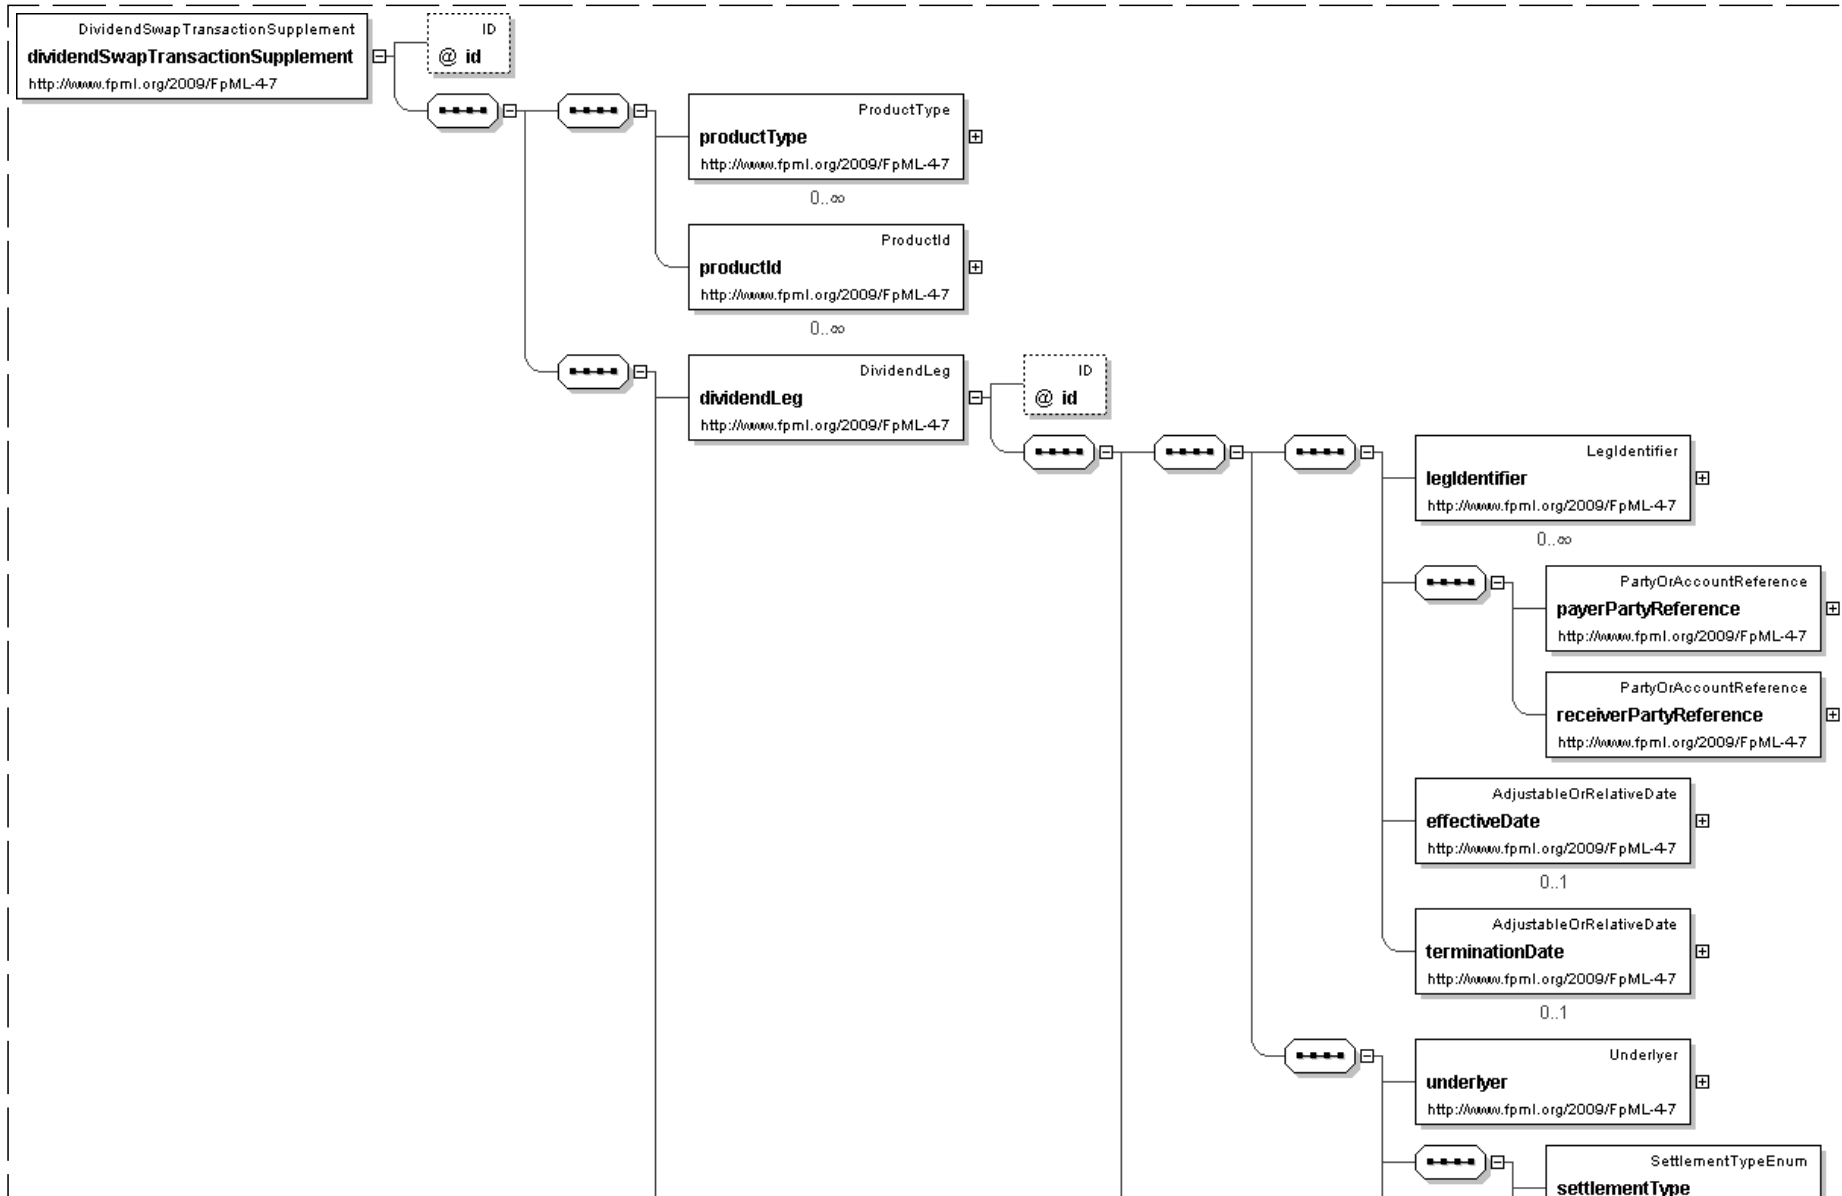 DividendSwapTransactionSupplement
dividendSwapTransactionSupplement
http://www.fpml.org/2009/FpML-4-7
ID
@ id
ProductType
productType
http://www.fpml.org/2009/FpML-4-7
0..∞
ProductId
productId
http://www.fpml.org/2009/FpML-4-7
0..∞
DividendLeg
dividendLeg
http://www.fpml.org/2009/FpML-4-7
ID
@ id
LegIdentifier
legIdentifier
http://www.fpml.org/2009/FpML-4-7
0..∞
PartyOrAccountReference
payerPartyReference
http://www.fpml.org/2009/FpML-4-7
PartyOrAccountReference
receiverPartyReference
http://www.fpml.org/2009/FpML-4-7
AdjustableOrRelativeDate
effectiveDate
http://www.fpml.org/2009/FpML-4-7
0..1
AdjustableOrRelativeDate
terminationDate
http://www.fpml.org/2009/FpML-4-7
0..1
Underlyer
underlyer
http://www.fpml.org/2009/FpML-4-7
SettlementTypeEnum
settlementType